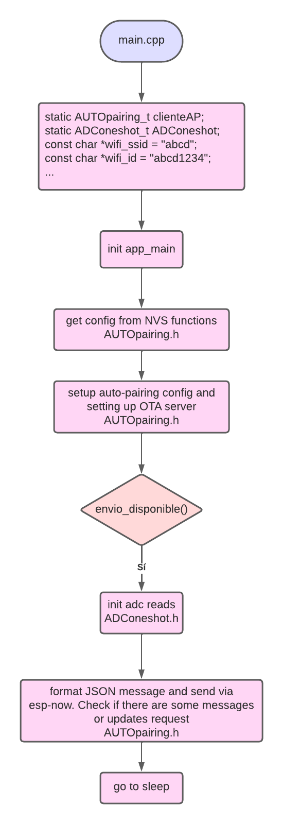 main.cpp
static AUTOpairing_t clienteAP;
static ADConeshot_t ADConeshot;
const char *wifi_ssid = "abcd";
const char *wifi_id = "abcd1234";
...
init app_main
get config from NVS functions
AUTOpairing.h
setup auto-pairing config and
setting up OTA server
AUTOpairing.h
envio_disponible()
sí
init adc reads
ADConeshot.h
format JSON message and send via
esp-now. Check if there are some messages
or updates request
AUTOpairing.h
go to sleep